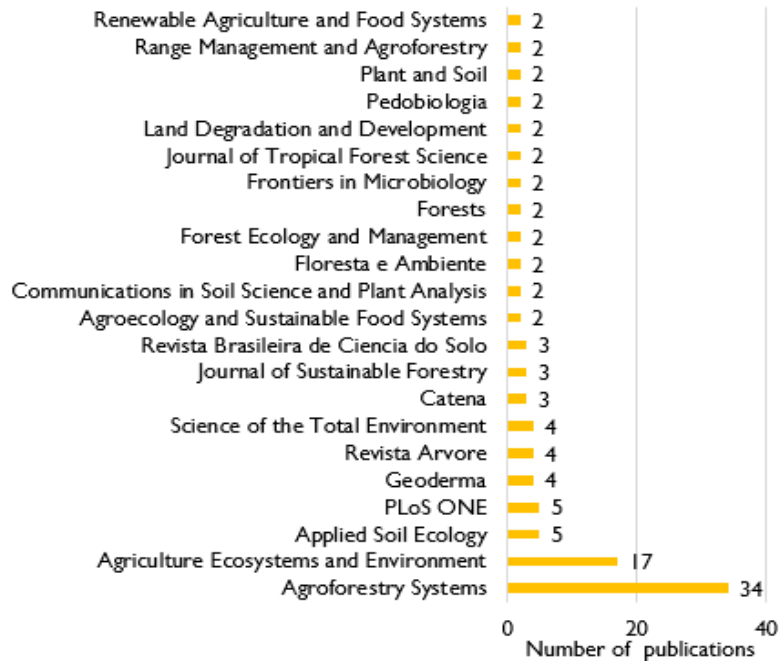 Renewable Agriculture and Food Systems 2
Range Management and Agroforestry 2
Plant and Soil 2
Pedobiologia 2
Land Degradation and Development 2
Journal of Tropical Forest Science 2
Frontiers in Microbiology 2
Forests 2
Forest Ecology and Management 2
Floresta e Ambiente 2
Communications in Soil Science and Plant Analysis 2
Agroecology and Sustainable Food Systems 2
Revista Brasileira de Ciencia do Solo 3
Journal of Sustainable Forestry 3
Catena 3
Science of the Total Environment 4
Revista Arvore 4
Geoderma 4
PLoS ONE 5
Applied Soil Ecology 5
Agriculture Ecosystems and Environment 17
Agroforestry Systems 34
0 20 40
Number of publications